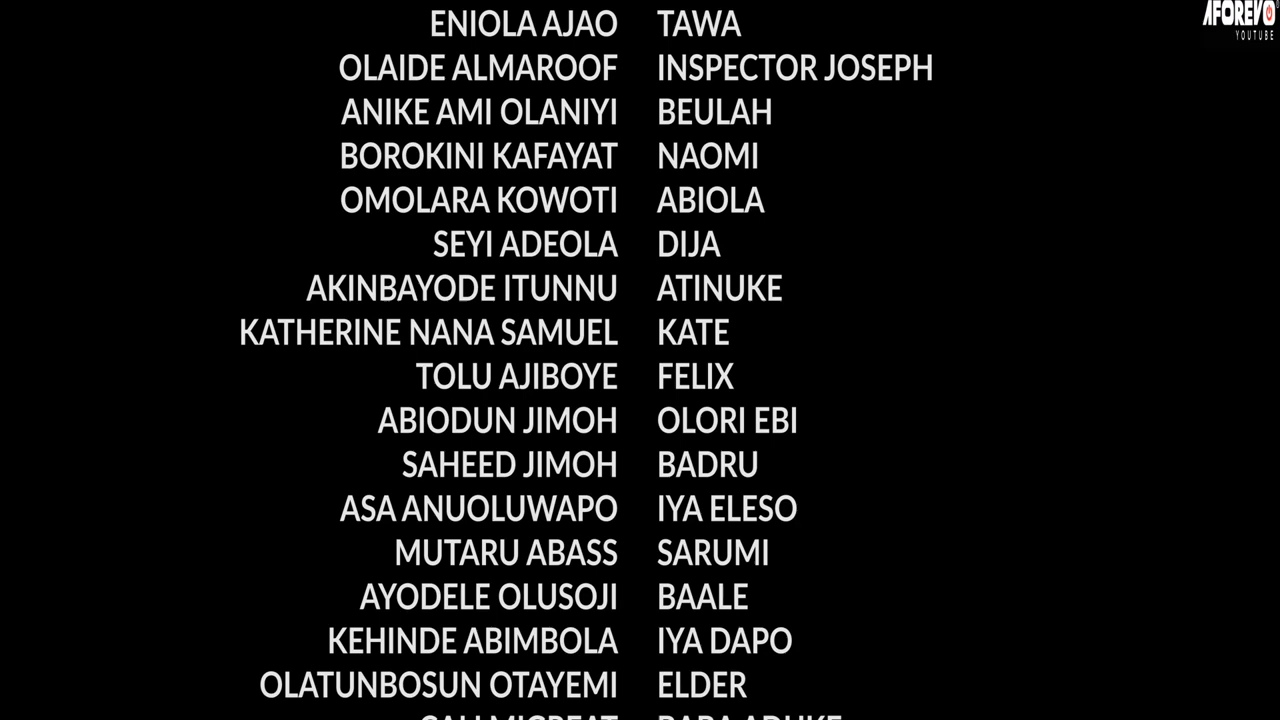 AFOREVO
YOUTUBE
ENIOLA AJAO TAWA
OLAIDE ALMAROOF INSPECTOR JOSEPH
ANIKE AMI OLANIYI BEULAH
BOROKINI KAFAYAT NAOMI
OMOLARA KOWOTI ABIOLA
SEYI ADEOLA DIJA
AKINBAYODE ITUNNU ATINUKE
KATHERINE NANA SAMUEL KATE
TOLU AJIBOYE FELIX
ABIODUN JIMOH OLORI EBI
SAHEED JIMOH BADRU
ASA ANUOLUWAPO IYA ELESO
MUTARU ABASS SARUMI
AYODELE OLUSOJI BAALE
KEHINDE ABIMBOLA IYA DAPO
OLATUNBOSUN OTAYEMI ELDER